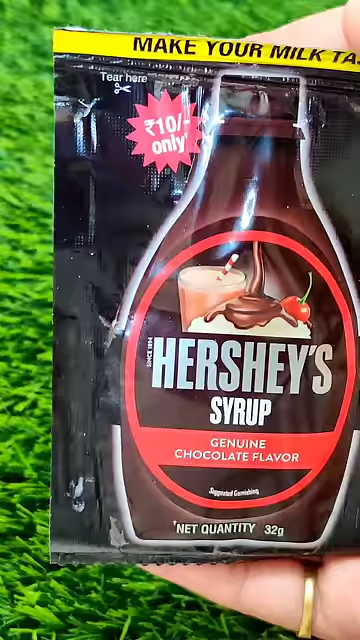 MAKE YOUR MILK TA
Tear here
₹10/-
only*
SINCE 1894
HERSHEY'S
SYRUP
GENUINE
CHOCOLATE FLAVOR
Suggested Garnishing
†NET QUANTITY 32g